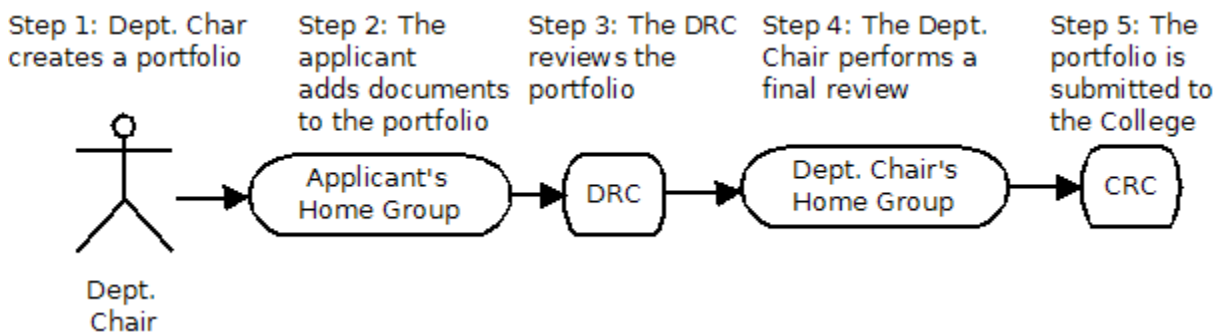 Step 1: Dept. Char
creates a portfolio
Step 2: The
applicant
adds documents
to the portfolio
Step 3: The DRC
reviews the
portfolio
Step 4: The Dept.
Chair performs a
final review
Step 5: The
portfolio is
submitted to
the College
Applicant's
Home Group
DRC
Dept. Chair's
Home Group
CRC
Dept.
Chair